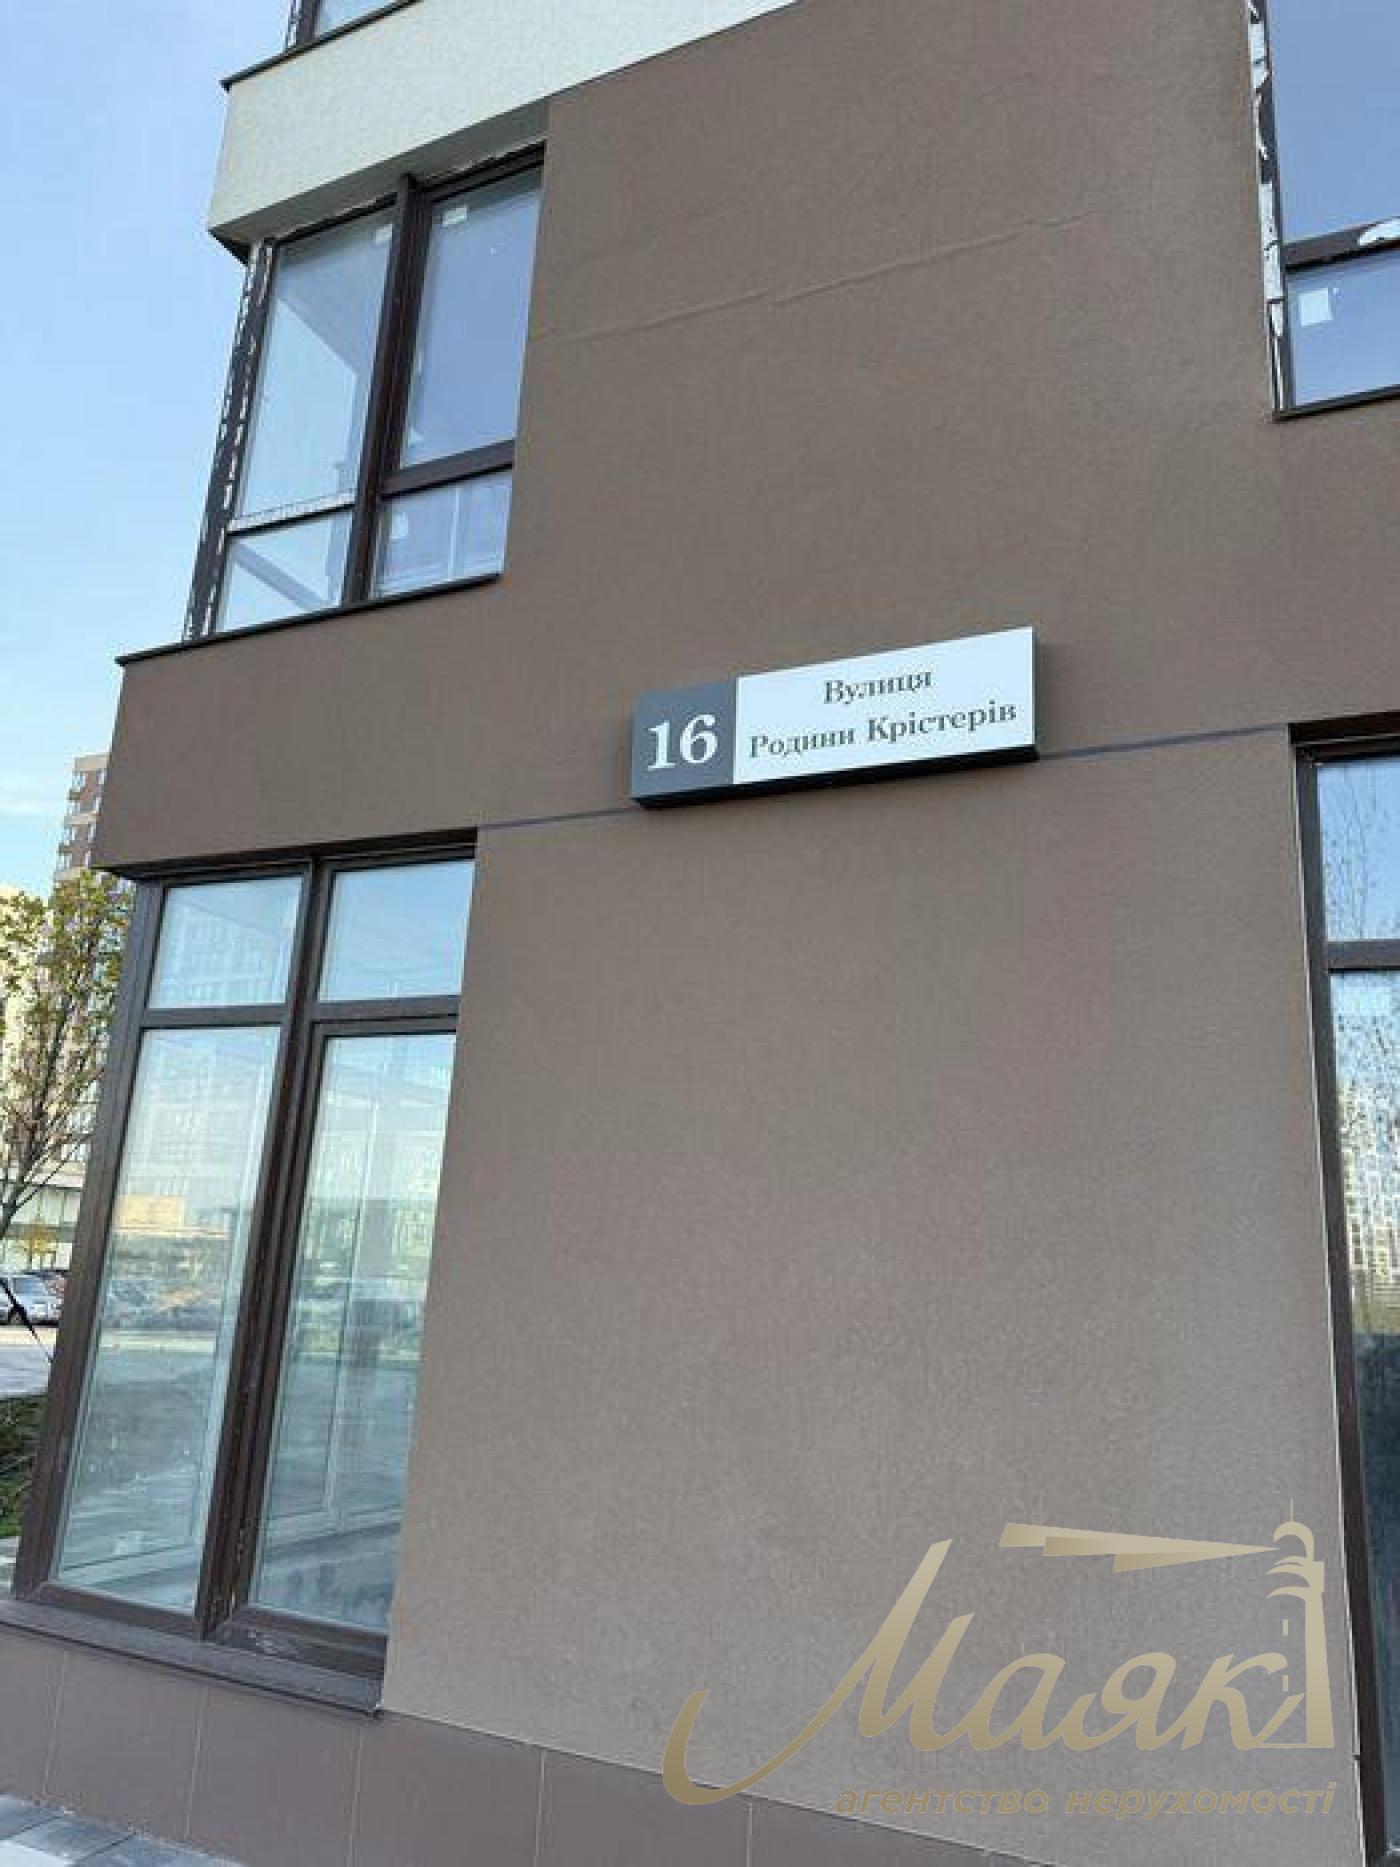 16
Вулиця
Родини Крістерів
Маяк
агентство нерухомості